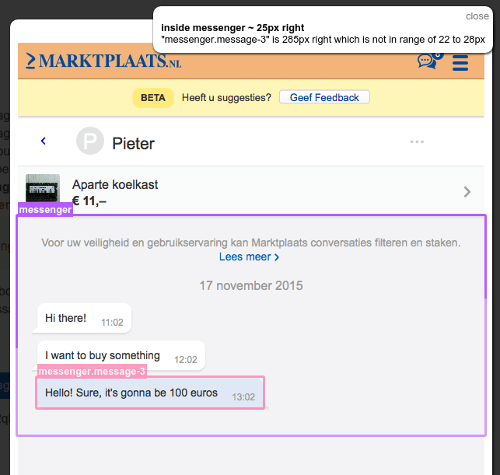 close
Inside messenger ~ 25px right
"messenger.message-3" is 285px right which is not in range of 22 to 28px
MARKTPLAATS.NL
BETA Heeft u suggesties? Geef Feedback
P Pieter
Aparte koelkast
€ 11,–
messenger
Voor uw veiligheid en gebruikservaring kan Marktplaats conversaties filteren en staken.
Lees meer >
17 november 2015
Hi there! 11:02
I want to buy something 12:02
messenger.message-3
Hello! Sure, it's gonna be 100 euros 13:02